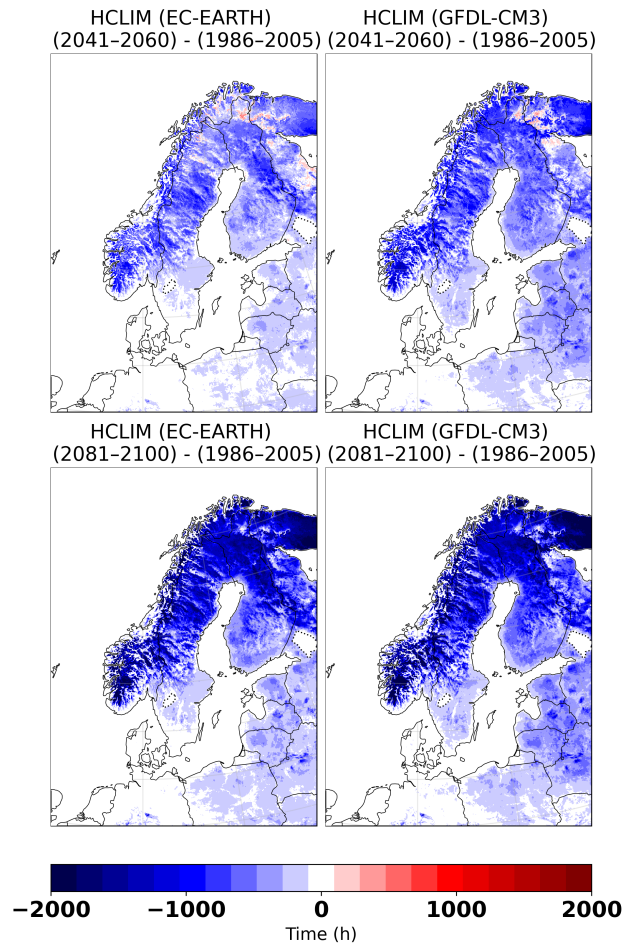 HCLIM (EC-EARTH)
(2041–2060) - (1986–2005)
HCLIM (GFDL-CM3)
(2041–2060) - (1986–2005)
HCLIM (EC-EARTH)
(2081–2100) - (1986–2005)
HCLIM (GFDL-CM3)
(2081–2100) - (1986–2005)
−2000 −1000 0 1000 2000
Time (h)